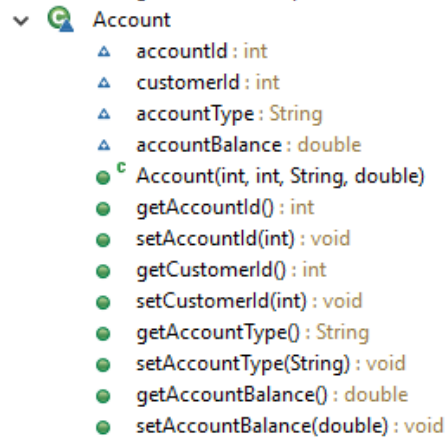 Account
accountId : int
customerId : int
accountType : String
accountBalance : double
Account(int, int, String, double)
getAccountId() : int
setAccountId(int) : void
getCustomerId() : int
setCustomerId(int) : void
getAccountType() : String
setAccountType(String) : void
getAccountBalance() : double
setAccountBalance(double) : void